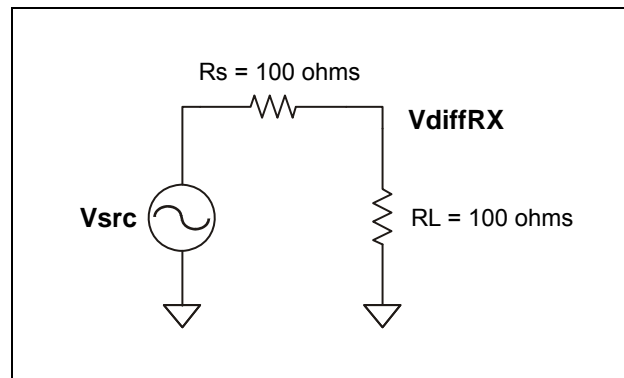 Rs = 100 ohms
VdiffRX
Vsrc
RL = 100 ohms